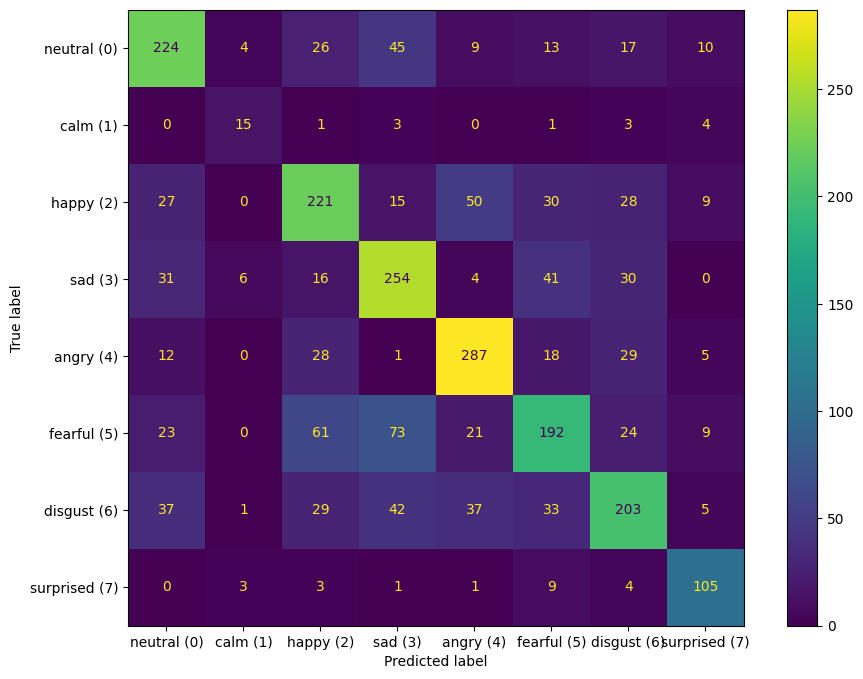 neutral (0) 224 4 26 45 9 13 17 10
calm (1) 0 15 1 3 0 1 3 4
happy (2) 27 0 221 15 50 30 28 9
sad (3) 31 6 16 254 4 41 30 0
angry (4) 12 0 28 1 287 18 29 5
fearful (5) 23 0 61 73 21 192 24 9
disgust (6) 37 1 29 42 37 33 203 5
surprised (7) 0 3 3 1 1 9 4 105
neutral (0) calm (1) happy (2) sad (3) angry (4) fearful (5) disgust (6) surprised (7)
Predicted label
True label
250
200
150
100
50
0